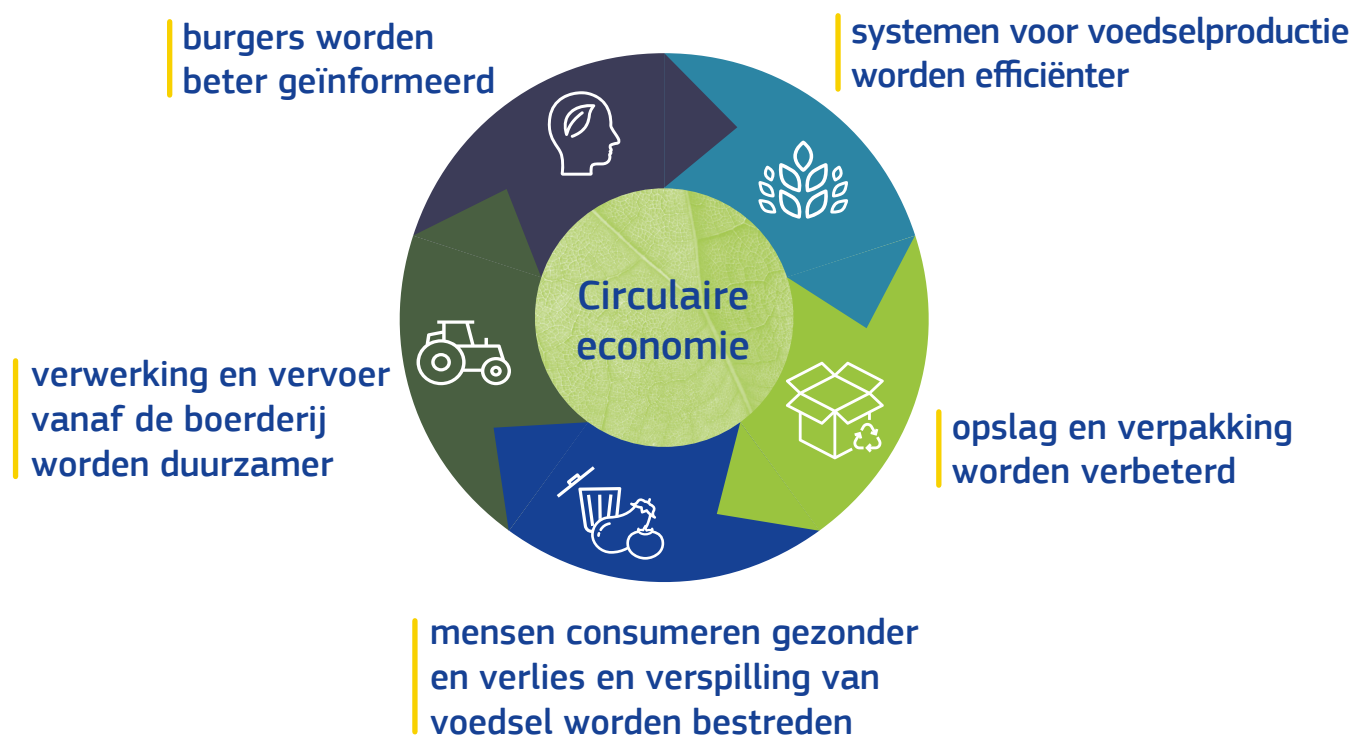 burgers worden
beter geïnformeerd
systemen voor voedselproductie
worden efficiënter
Circulaire
economie
verwerking en vervoer
vanaf de boerderij
worden duurzamer
opslag en verpakking
worden verbeterd
mensen consumeren gezonder
en verlies en verspilling van
voedsel worden bestreden